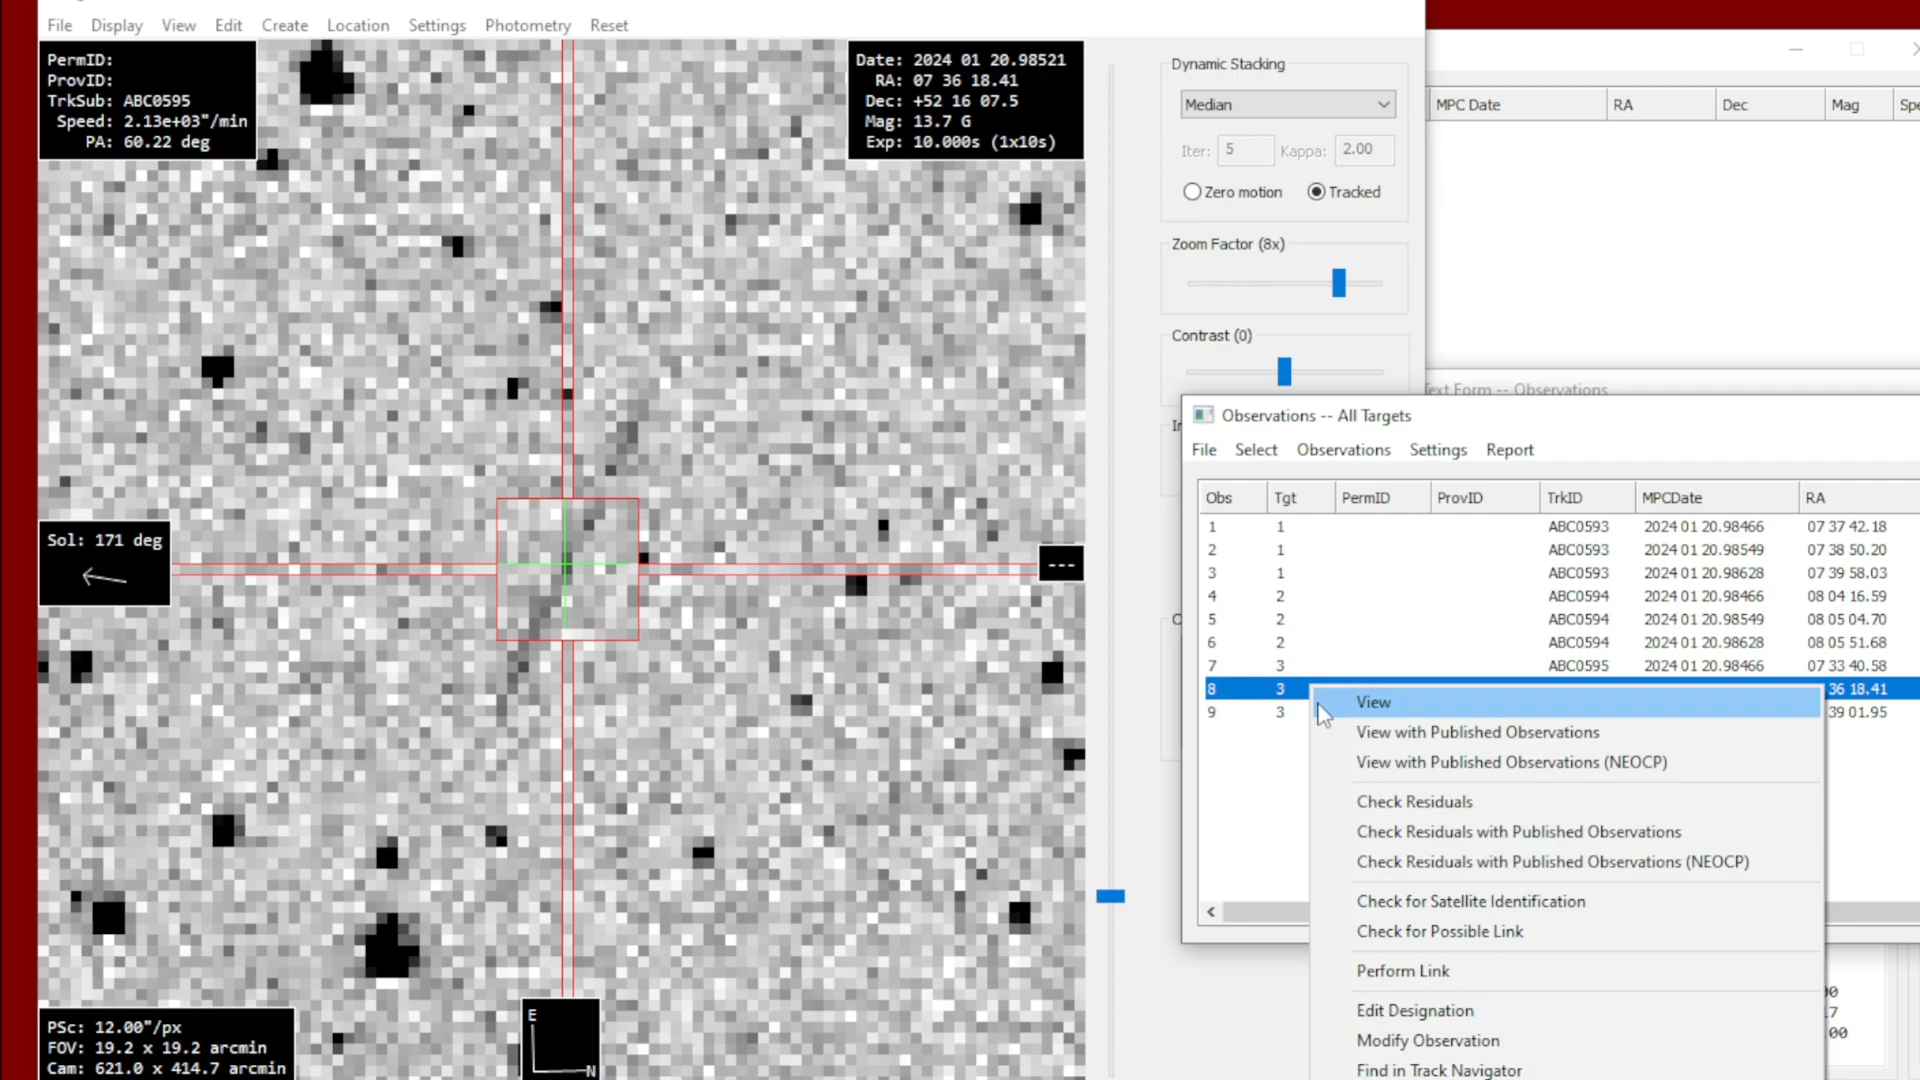 File Display View Edit Create Location Settings Photometry Reset
PermID:
ProvID:
TrkSub: ABC0595
Speed: 2.13e+03"/min
PA: 60.22 deg
Date: 2024 01 20.98521
RA: 07 36 18.41
Dec: +52 16 07.5
Mag: 13.7 G
Exp: 10.000s (1x10s)
Sol: 171 deg
---
PSc: 12.00"/px
FOV: 19.2 x 19.2 arcmin
Cam: 621.0 x 414.7 arcmin
E
N
Dynamic Stacking
Median
Iter: 5 Kappa: 2.00
Zero motion Tracked
Zoom Factor (8x)
Contrast (0)
MPC Date RA Dec Mag Spe
Text Form -- Observations
Observations -- All Targets
File Select Observations Settings Report
Obs Tgt PermID ProvID TrkID MPCDate RA
1 1 ABC0593 2024 01 20.98466 07 37 42.18
2 1 ABC0593 2024 01 20.98549 07 38 50.20
3 1 ABC0593 2024 01 20.98628 07 39 58.03
4 2 ABC0594 2024 01 20.98466 08 04 16.59
5 2 ABC0594 2024 01 20.98549 08 05 04.70
6 2 ABC0594 2024 01 20.98628 08 05 51.68
7 3 ABC0595 2024 01 20.98466 07 33 40.58
8 3 36 18.41
9 3 39 01.95
View
View with Published Observations
View with Published Observations (NEOCP)
Check Residuals
Check Residuals with Published Observations
Check Residuals with Published Observations (NEOCP)
Check for Satellite Identification
Check for Possible Link
Perform Link
Edit Designation
Modify Observation
Find in Track Navigator